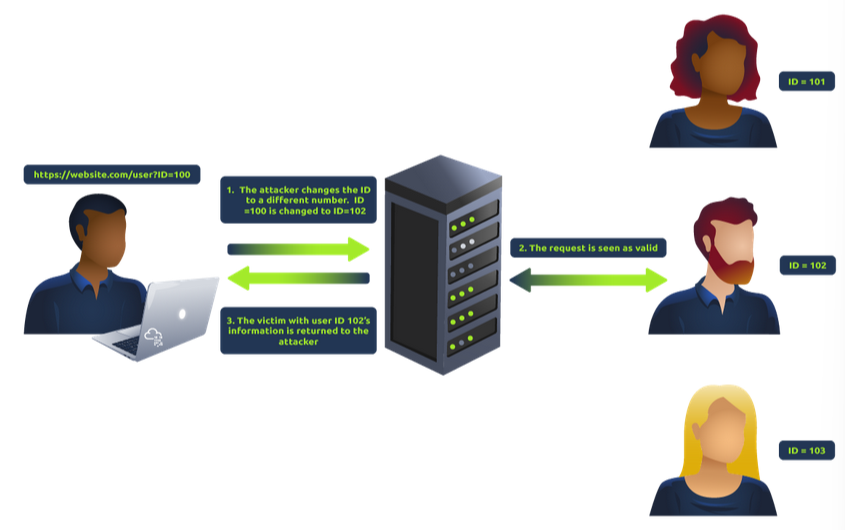 ID = 101
https://website.com/user?ID=100
1.  The attacker changes the ID
to a different number.  ID
=100 is changed to ID=102
2. The request is seen as valid
ID = 102
3. The victim with user ID 102's
information is returned to the
attacker
ID = 103